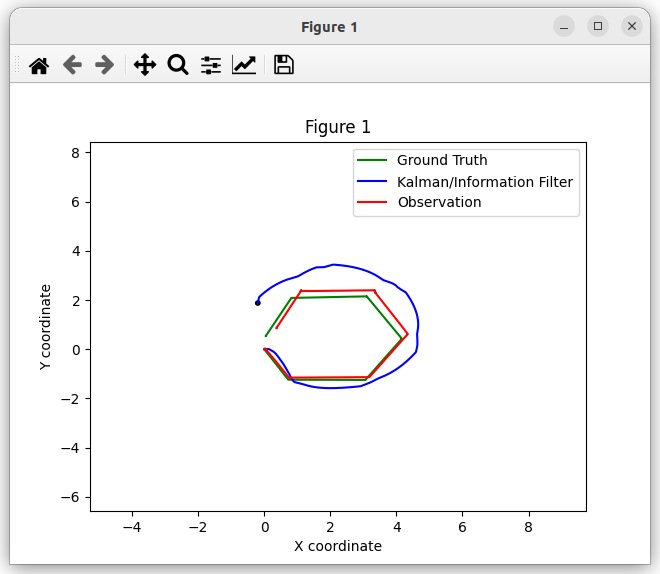 Figure 1
Figure 1
Ground Truth
Kalman/Information Filter
Observation
8
6
4
2
0
−2
−4
−6
Y coordinate
−4 −2 0 2 4 6 8
X coordinate